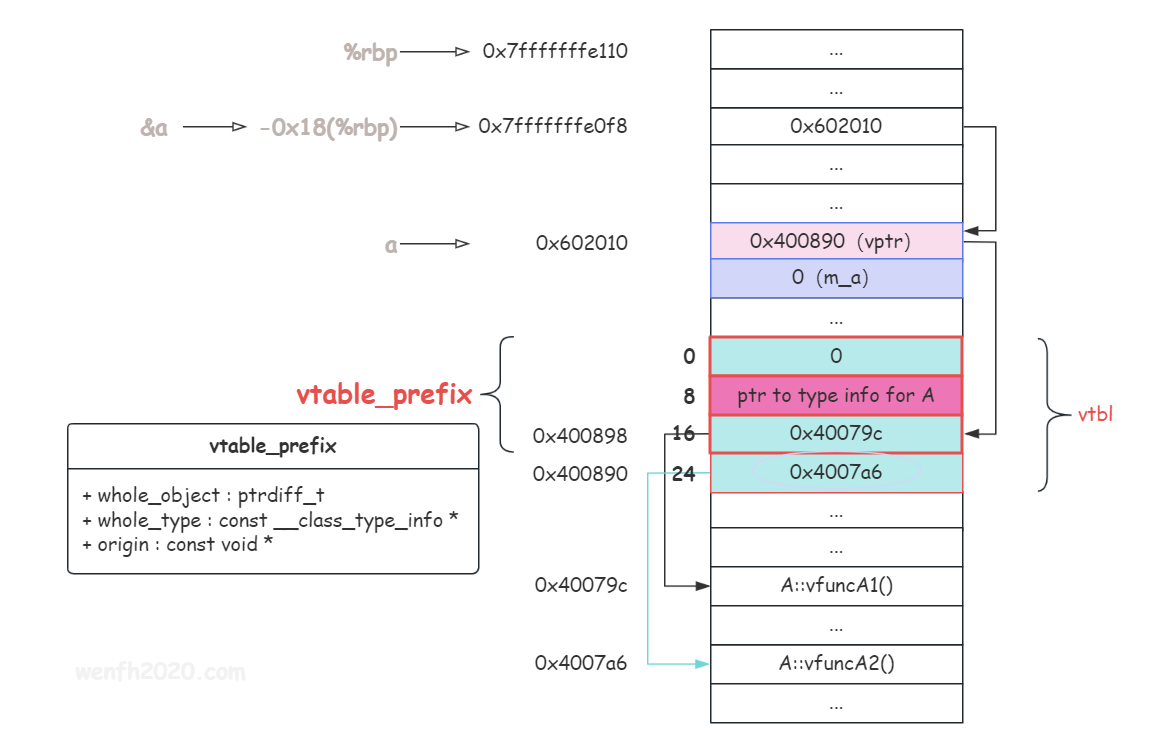 %rbp 0x7fffffffe110 ...
...
&a -0x18(%rbp) 0x7fffffffe0f8 0x602010
...
...
a 0x602010 0x400890 (vptr)
0 (m_a)
...
0 0
vtable_prefix 8 ptr to type info for A
0x400898 16 0x40079c
0x400890 24 0x4007a6
vtbl
vtable_prefix
+ whole_object : ptrdiff_t
+ whole_type : const __class_type_info *
+ origin : const void *
...
...
0x40079c A::vfuncA1()
...
0x4007a6 A::vfuncA2()
...
wenfh2020.com